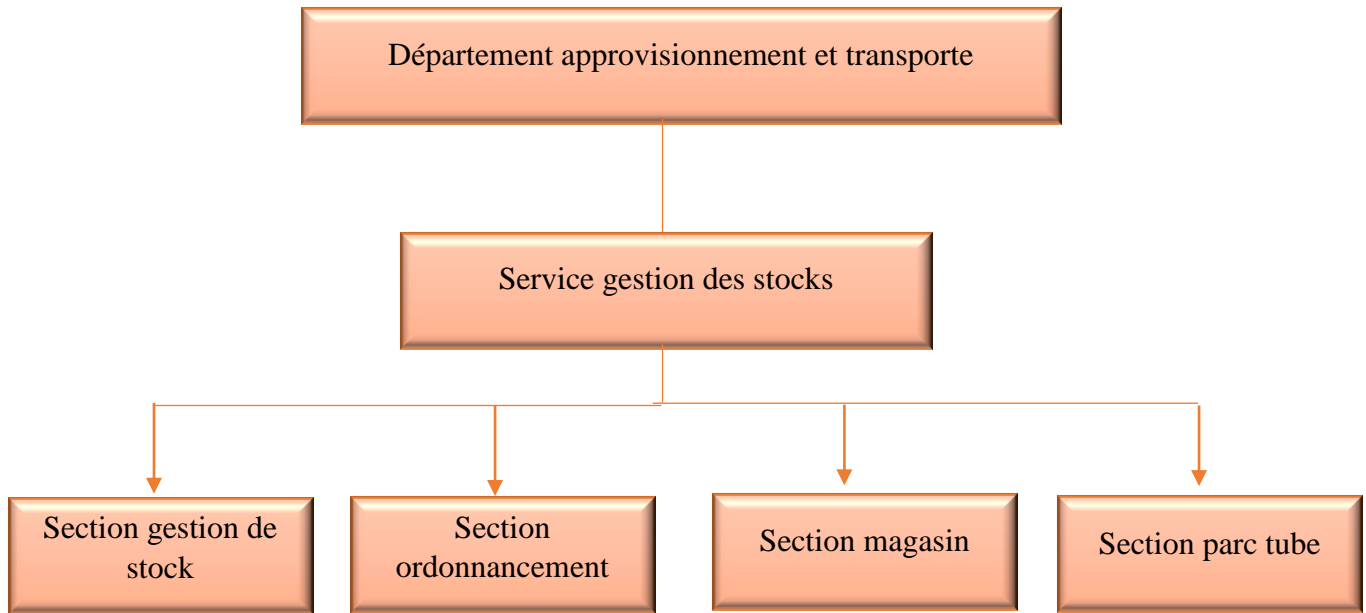 Département approvisionnement et transporte
Service gestion des stocks
Section gestion de
stock
Section
ordonnancement
Section magasin
Section parc tube